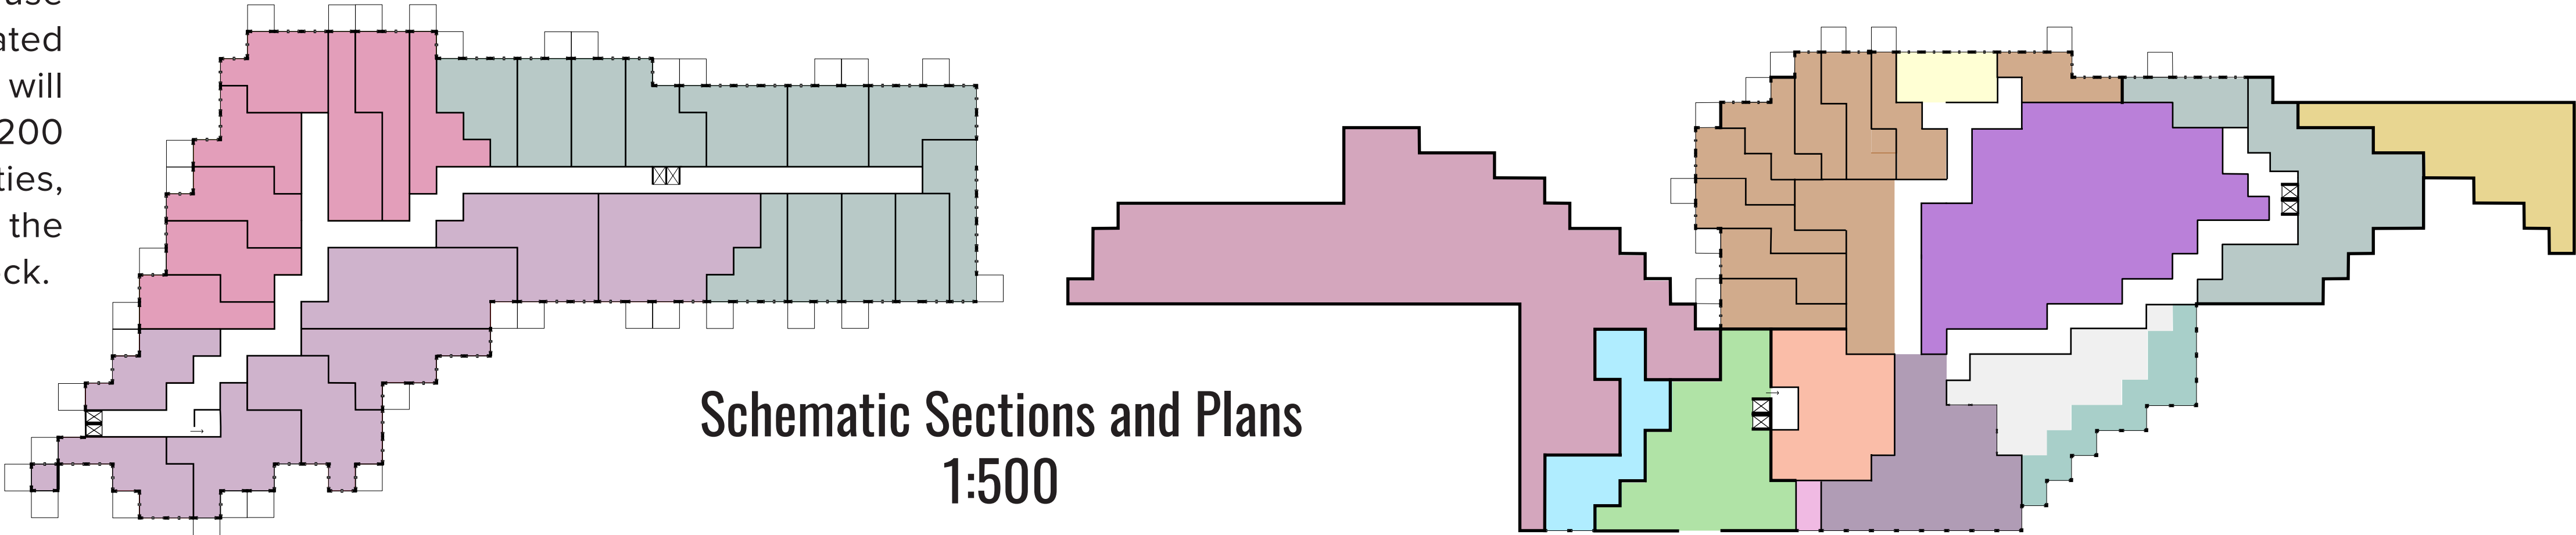 ated
will
200
ties,
the
ck.
Schematic Sections and Plans
1:500